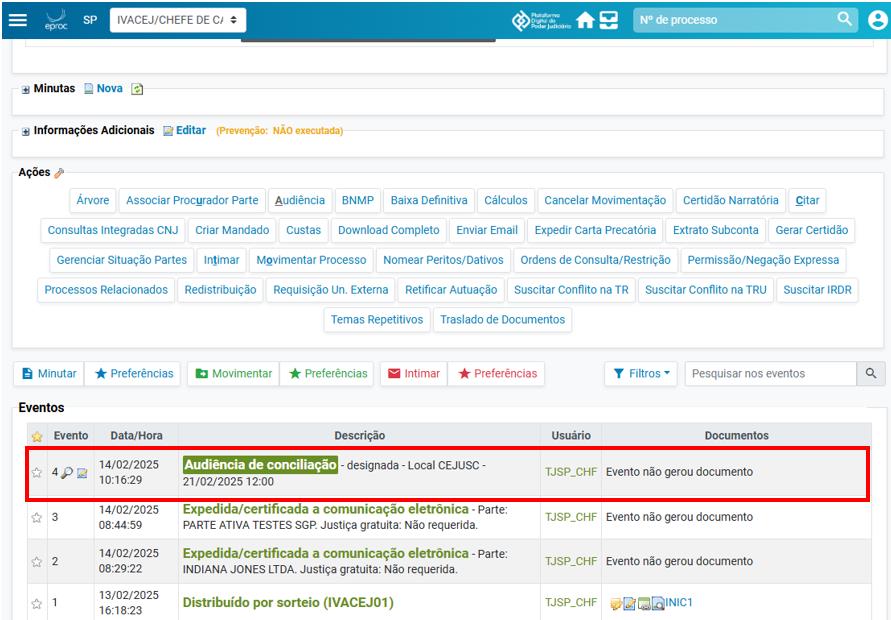 eproc SP IVACEJ/CHEFE DE CA Plataforma Digital do Poder Judiciário Nº de processo
Minutas Nova
Informações Adicionais Editar (Prevenção: NÃO executada)
Ações
Árvore Associar Procurador Parte Audiência BNMP Baixa Definitiva Cálculos Cancelar Movimentação Certidão Narratória Citar
Consultas Integradas CNJ Criar Mandado Custas Download Completo Enviar Email Expedir Carta Precatória Extrato Subconta Gerar Certidão
Gerenciar Situação Partes Intimar Movimentar Processo Nomear Peritos/Dativos Ordens de Consulta/Restrição Permissão/Negação Expressa
Processos Relacionados Redistribuição Requisição Un. Externa Retificar Autuação Suscitar Conflito na TR Suscitar Conflito na TRU Suscitar IRDR
Temas Repetitivos Traslado de Documentos
Minutar Preferências Movimentar Preferências Intimar Preferências Filtros Pesquisar nos eventos
Eventos
Evento Data/Hora Descrição Usuário Documentos
4 14/02/2025 10:16:29 Audiência de conciliação - designada - Local CEJUSC -
21/02/2025 12:00 TJSP_CHF Evento não gerou documento
3 14/02/2025 08:44:59 Expedida/certificada a comunicação eletrônica - Parte:
PARTE ATIVA TESTES SGP. Justiça gratuita: Não requerida. TJSP_CHF Evento não gerou documento
2 14/02/2025 08:29:22 Expedida/certificada a comunicação eletrônica - Parte:
INDIANA JONES LTDA. Justiça gratuita: Não requerida. TJSP_CHF Evento não gerou documento
1 13/02/2025 16:18:23 Distribuído por sorteio (IVACEJ01) TJSP_CHF INIC1